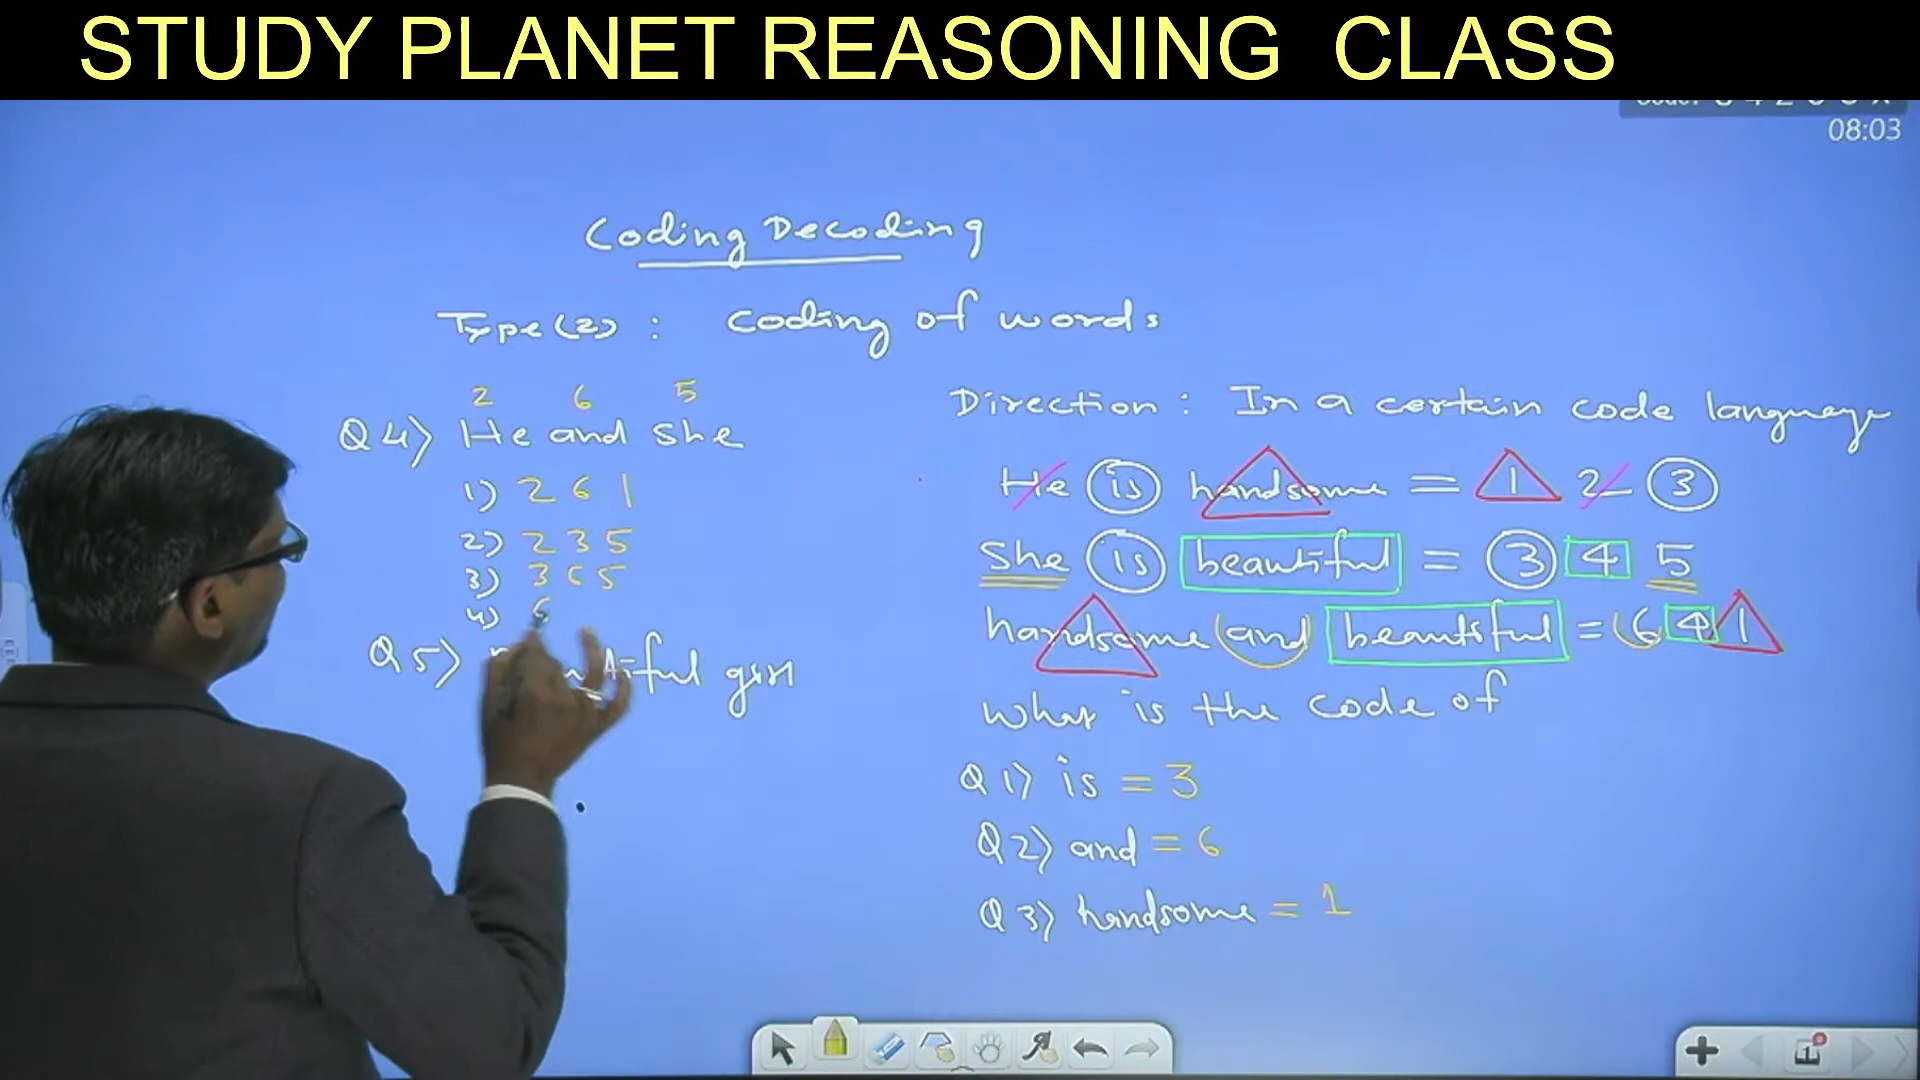 STUDY PLANET REASONING CLASS
08:03
Coding Decoding
Type (2) : Coding of words
2 6 5
Q4) He and She
1) 2 6 1
2) 2 3 5
3) 3 6 5
4) 6
Q5) girl
Direction : In a certain code language
He is handsome = 1 2 3
She is beautiful = 3 4 5
handsome and beautiful = 6 4 1
What is the code of
Q1) is = 3
Q2) and = 6
Q3) handsome = 1
1